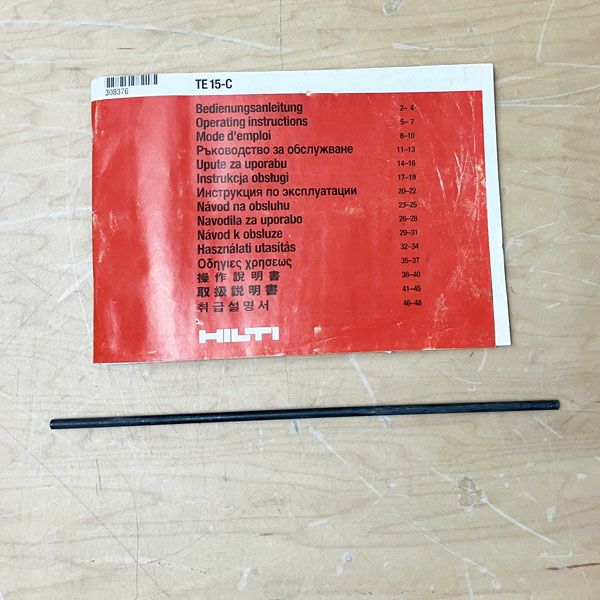 308376
TE 15-C
Bedienungsanleitung 2–4
Operating instructions 5–7
Mode d'emploi 8–10
Ръководство за обслужване 11–13
Upute za uporabu 14–16
Instrukcja obsługi 17–19
Инструкция по эксплуатации 20–22
Návod na obsluhu 23–25
Navodila za uporabo 26–28
Návod k obsluze 29–31
Használati utasítás 32–34
Οδηγιες χρησεως 35–37
操作說明書 38–40
取扱説明書 41–45
취급설명서 46–48
HILTI